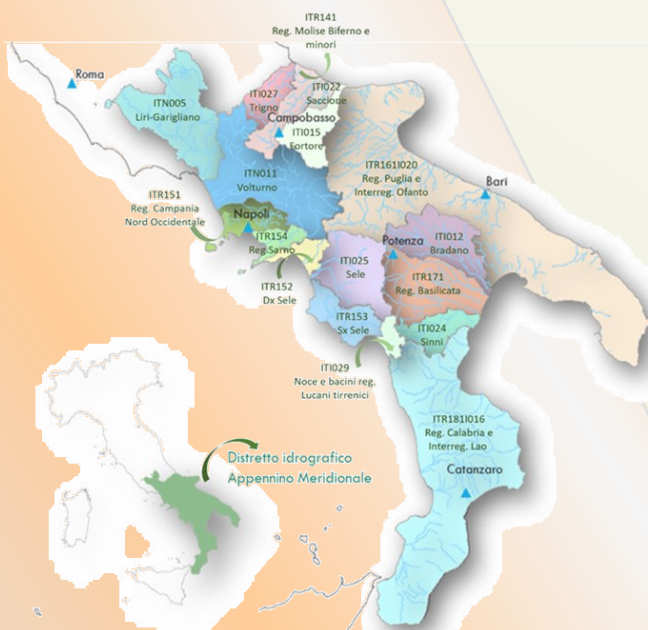 ITR141
Reg. Molise Biferno e
minori
Roma
ITI027
Trigno
ITI022
Saccione
ITN005
Liri-Garigliano
Campobasso
ITI015
Fortore
ITR161I020
Reg. Puglia e
Interreg. Ofanto
ITN011
Volturno
Bari
ITR151
Reg. Campania
Nord Occidentale
Napoli
ITR154
Reg.Sarno
Potenza
ITI012
Bradano
ITI025
Sele
ITR171
Reg. Basilicata
ITR152
Dx Sele
ITR153
Sx Sele
ITI024
Sinni
ITI029
Noce e bacini reg.
Lucani tirrenici
ITR181I016
Reg. Calabria e
Interreg. Lao
Catanzaro
Distretto idrografico
Appennino Meridionale